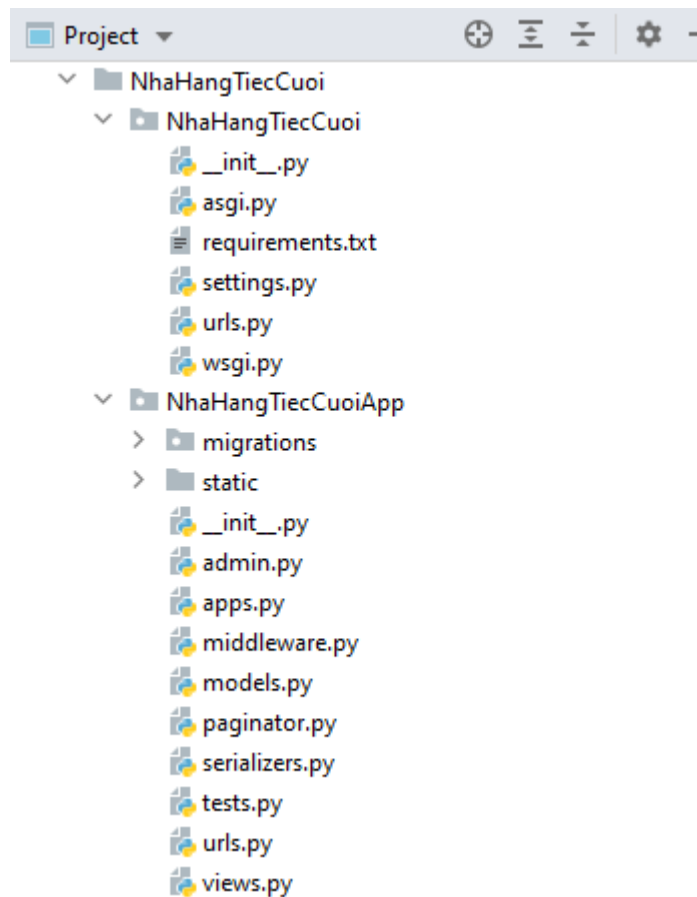 Project
NhaHangTiecCuoi
NhaHangTiecCuoi
__init__.py
asgi.py
requirements.txt
settings.py
urls.py
wsgi.py
NhaHangTiecCuoiApp
migrations
static
__init__.py
admin.py
apps.py
middleware.py
models.py
paginator.py
serializers.py
tests.py
urls.py
views.py